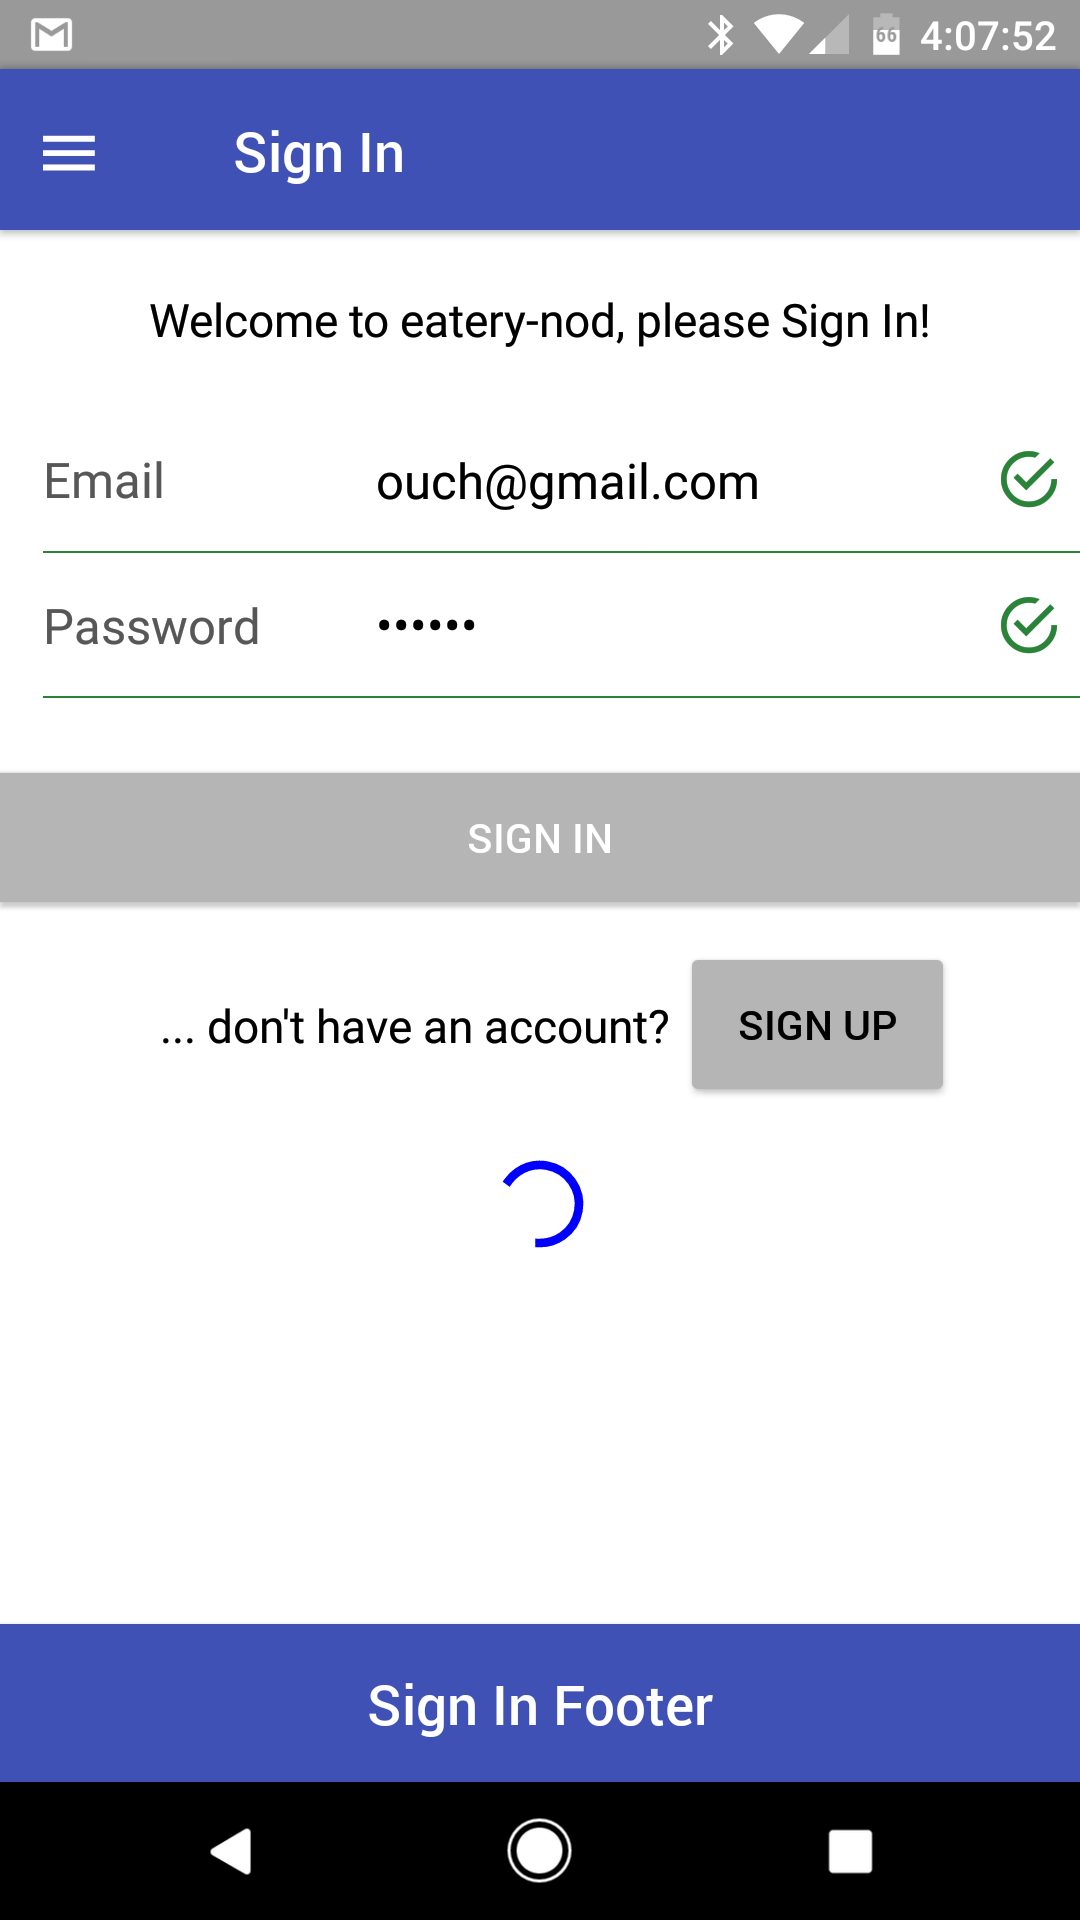 66 4:07:52
Sign In
Welcome to eatery-nod, please Sign In!
Email ouch@gmail.com
Password ••••••
SIGN IN
... don't have an account? SIGN UP
Sign In Footer